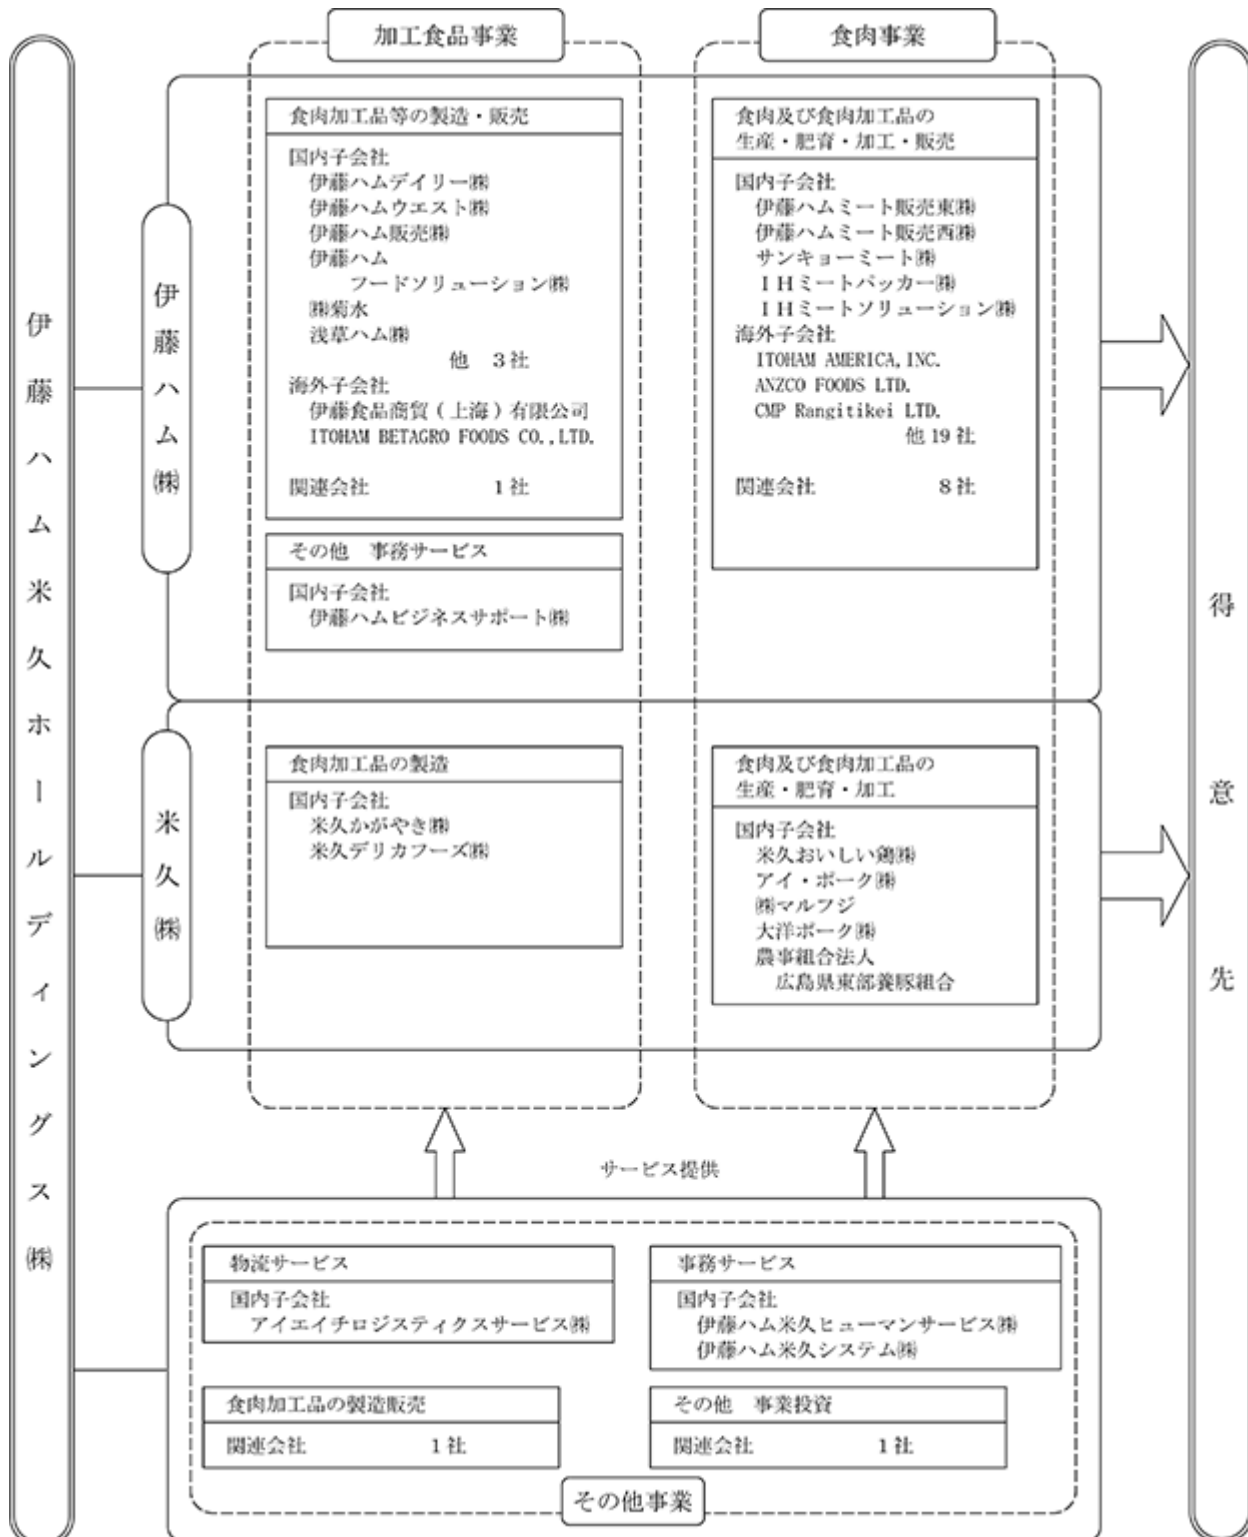 加工食品事業
食肉事業
伊藤ハム米久ホールディングス㈱
伊藤ハム㈱
食肉加工品等の製造・販売
国内子会社
伊藤ハムデイリー㈱
伊藤ハムウエスト㈱
伊藤ハム販売㈱
伊藤ハム
フードソリューション㈱
㈱菊水
浅草ハム㈱
他 3社
海外子会社
伊藤食品商貿（上海）有限公司
ITOHAM BETAGRO FOODS CO.,LTD.
関連会社 1社
その他 事務サービス
国内子会社
伊藤ハムビジネスサポート㈱
食肉及び食肉加工品の
生産・肥育・加工・販売
国内子会社
伊藤ハムミート販売東㈱
伊藤ハムミート販売西㈱
サンキョーミート㈱
ＩＨミートパッカー㈱
ＩＨミートソリューション㈱
海外子会社
ITOHAM AMERICA,INC.
ANZCO FOODS LTD.
CMP Rangitikei LTD.
他19社
関連会社 8社
米久㈱
食肉加工品の製造
国内子会社
米久かがやき㈱
米久デリカフーズ㈱
食肉及び食肉加工品の
生産・肥育・加工
国内子会社
米久おいしい鶏㈱
アイ・ポーク㈱
㈱マルフジ
大洋ポーク㈱
農事組合法人
広島県東部養豚組合
得意先
サービス提供
物流サービス
国内子会社
アイエイチロジスティクスサービス㈱
事務サービス
国内子会社
伊藤ハム米久ヒューマンサービス㈱
伊藤ハム米久システム㈱
食肉加工品の製造販売
関連会社 1社
その他 事業投資
関連会社 1社
その他事業